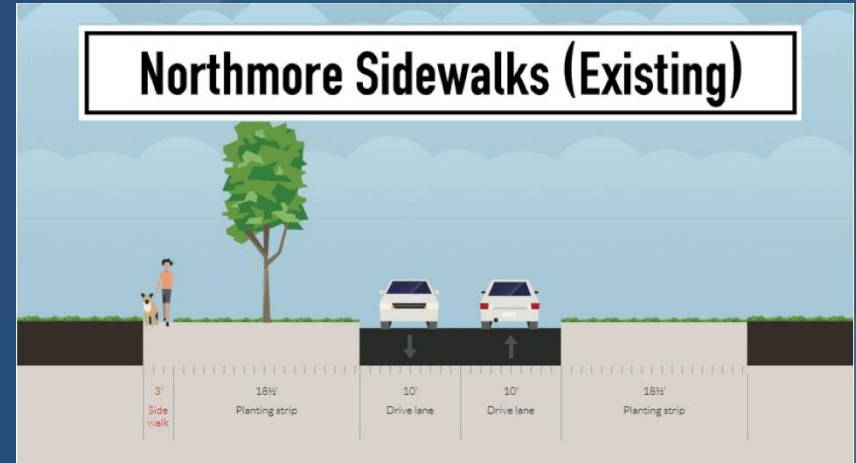 Northmore Sidewalks (Existing)
3' 18½' 10' 10' 18½'
Side Planting strip Drive lane Drive lane Planting strip
walk